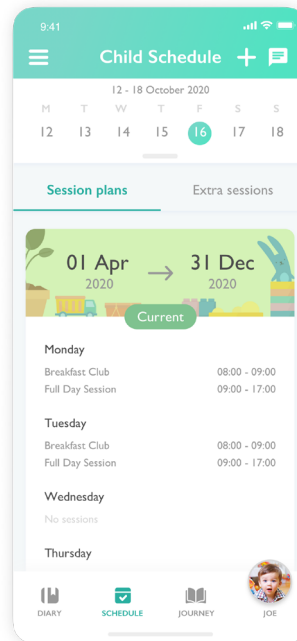 9:41
Child Schedule
12 - 18 October 2020
M T W T F S S
12 13 14 15 16 17 18
Session plans Extra sessions
01 Apr 31 Dec
2020 2020
Current
Monday
Breakfast Club 08:00 - 09:00
Full Day Session 09:00 - 17:00
Tuesday
Breakfast Club 08:00 - 09:00
Full Day Session 09:00 - 17:00
Wednesday
No sessions
Thursday
DIARY SCHEDULE JOURNEY JOE